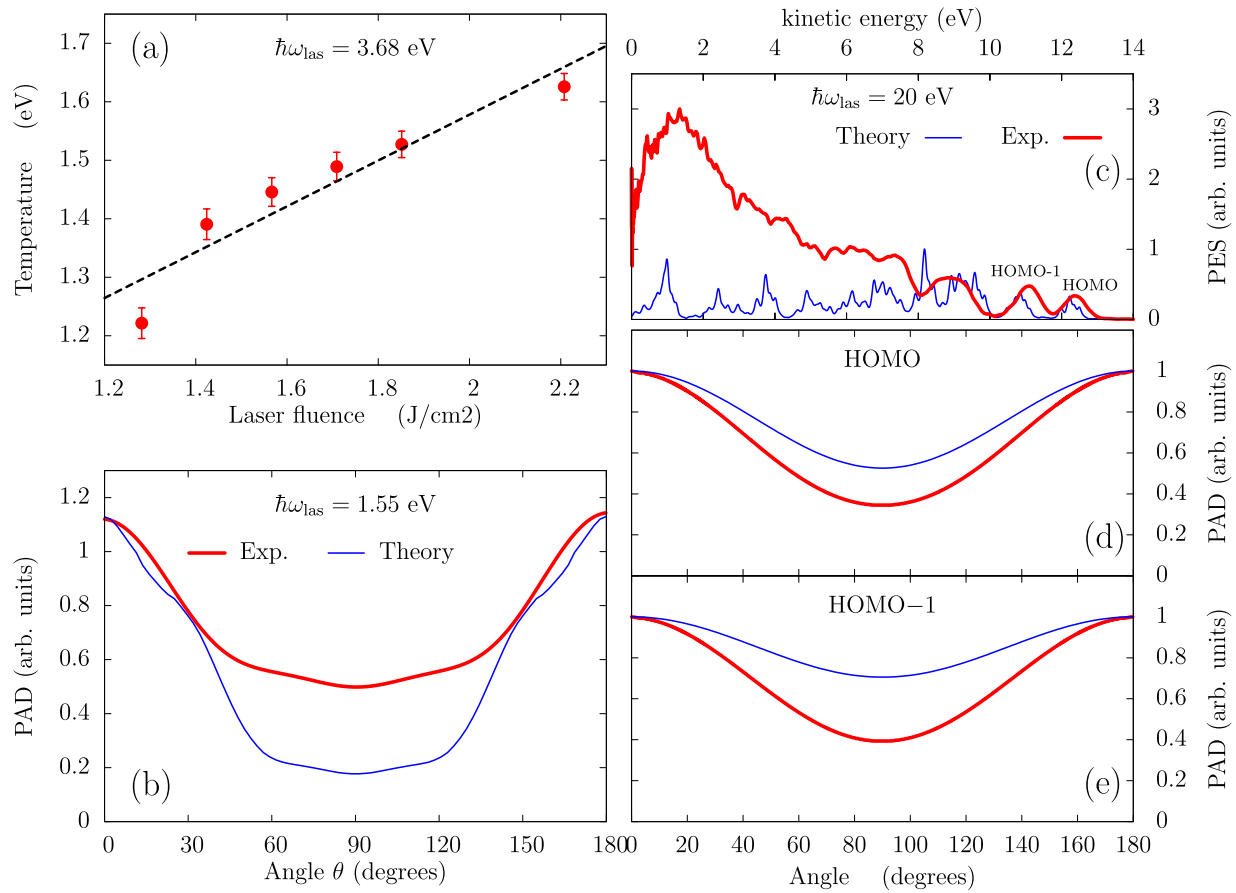 (a)
ħω_las = 3.68 eV
1.7
1.6
1.5
1.4
1.3
1.2
Temperature (eV)
1.2 1.4 1.6 1.8 2 2.2
Laser fluence (J/cm2)
(b)
ħω_las = 1.55 eV
Exp. Theory
1.2
1
0.8
0.6
0.4
0.2
0
PAD (arb. units)
0 30 60 90 120 150 180
Angle θ (degrees)
kinetic energy (eV)
0 2 4 6 8 10 12 14
ħω_las = 20 eV
Theory Exp.
(c)
HOMO-1
HOMO
3
2
1
0
PES (arb. units)
HOMO
(d)
1
0.8
0.6
0.4
0.2
0
PAD (arb. units)
HOMO−1
(e)
1
0.8
0.6
0.4
0.2
0
PAD (arb. units)
0 20 40 60 80 100 120 140 160 180
Angle (degrees)